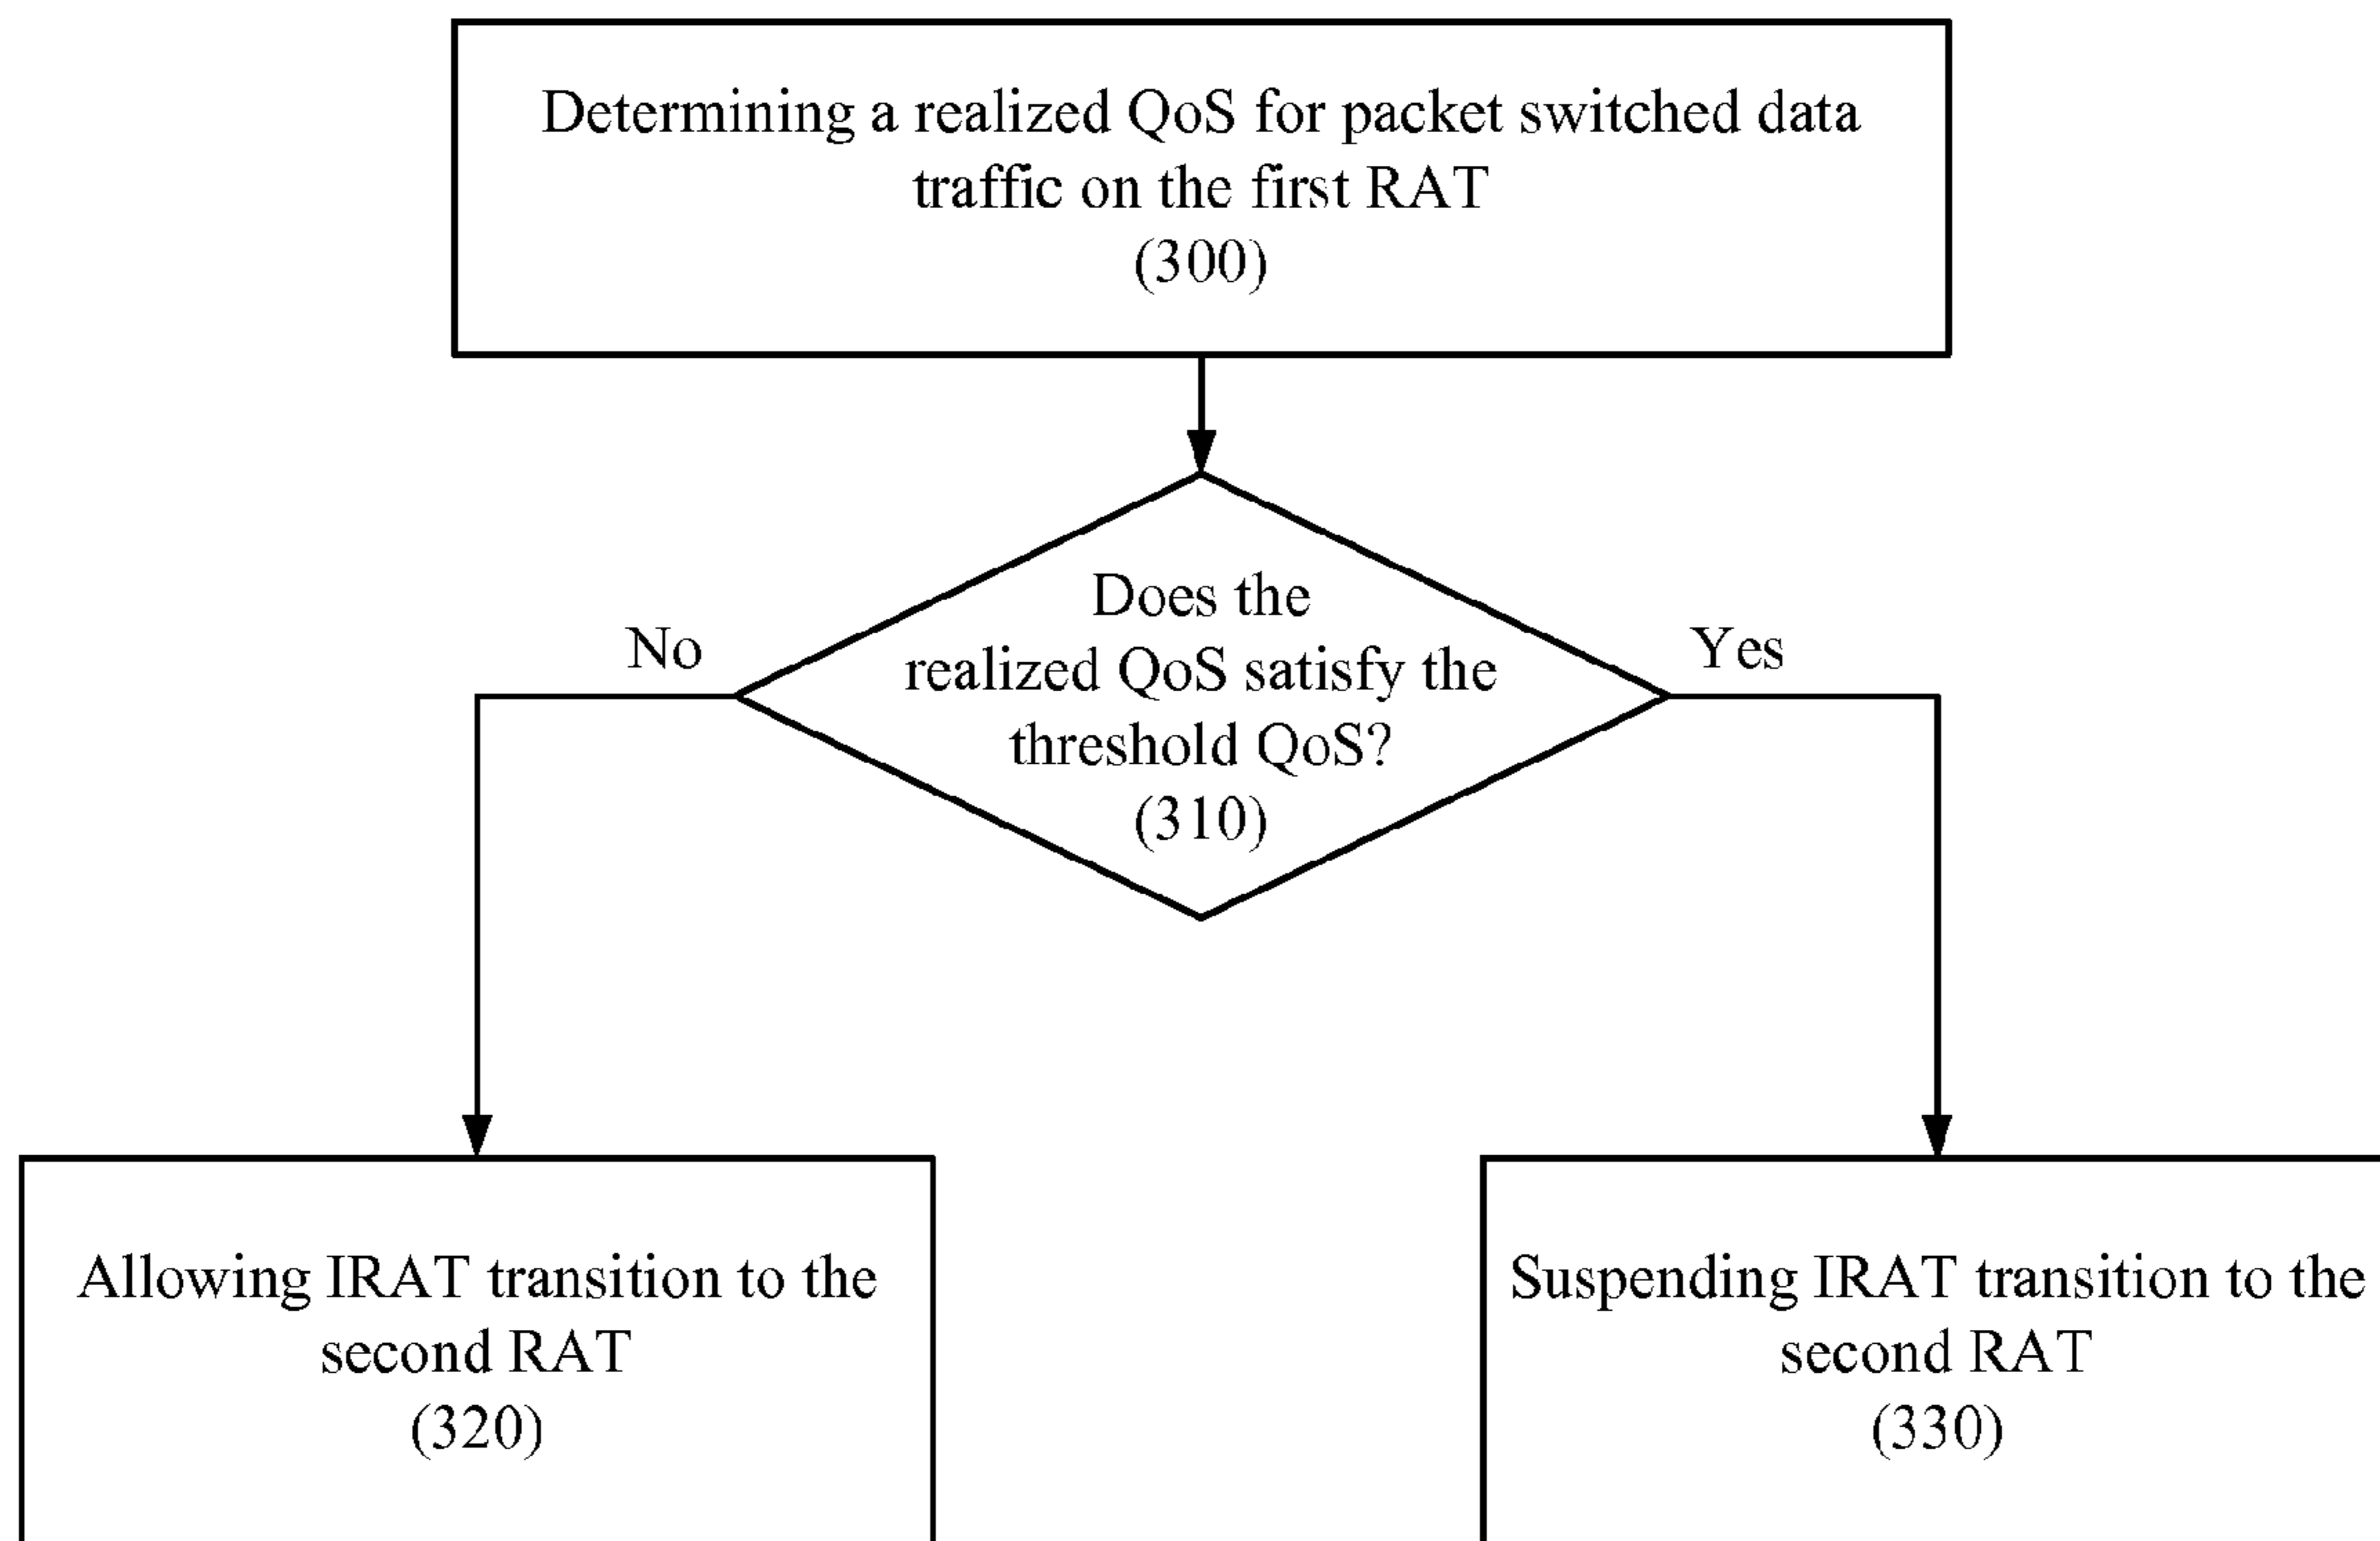 Determining a realized QoS for packet switched data
traffic on the first RAT
(300)
Does the
realized QoS satisfy the
threshold QoS?
(310)
No
Yes
Allowing IRAT transition to the
second RAT
(320)
Suspending IRAT transition to the
second RAT
(330)